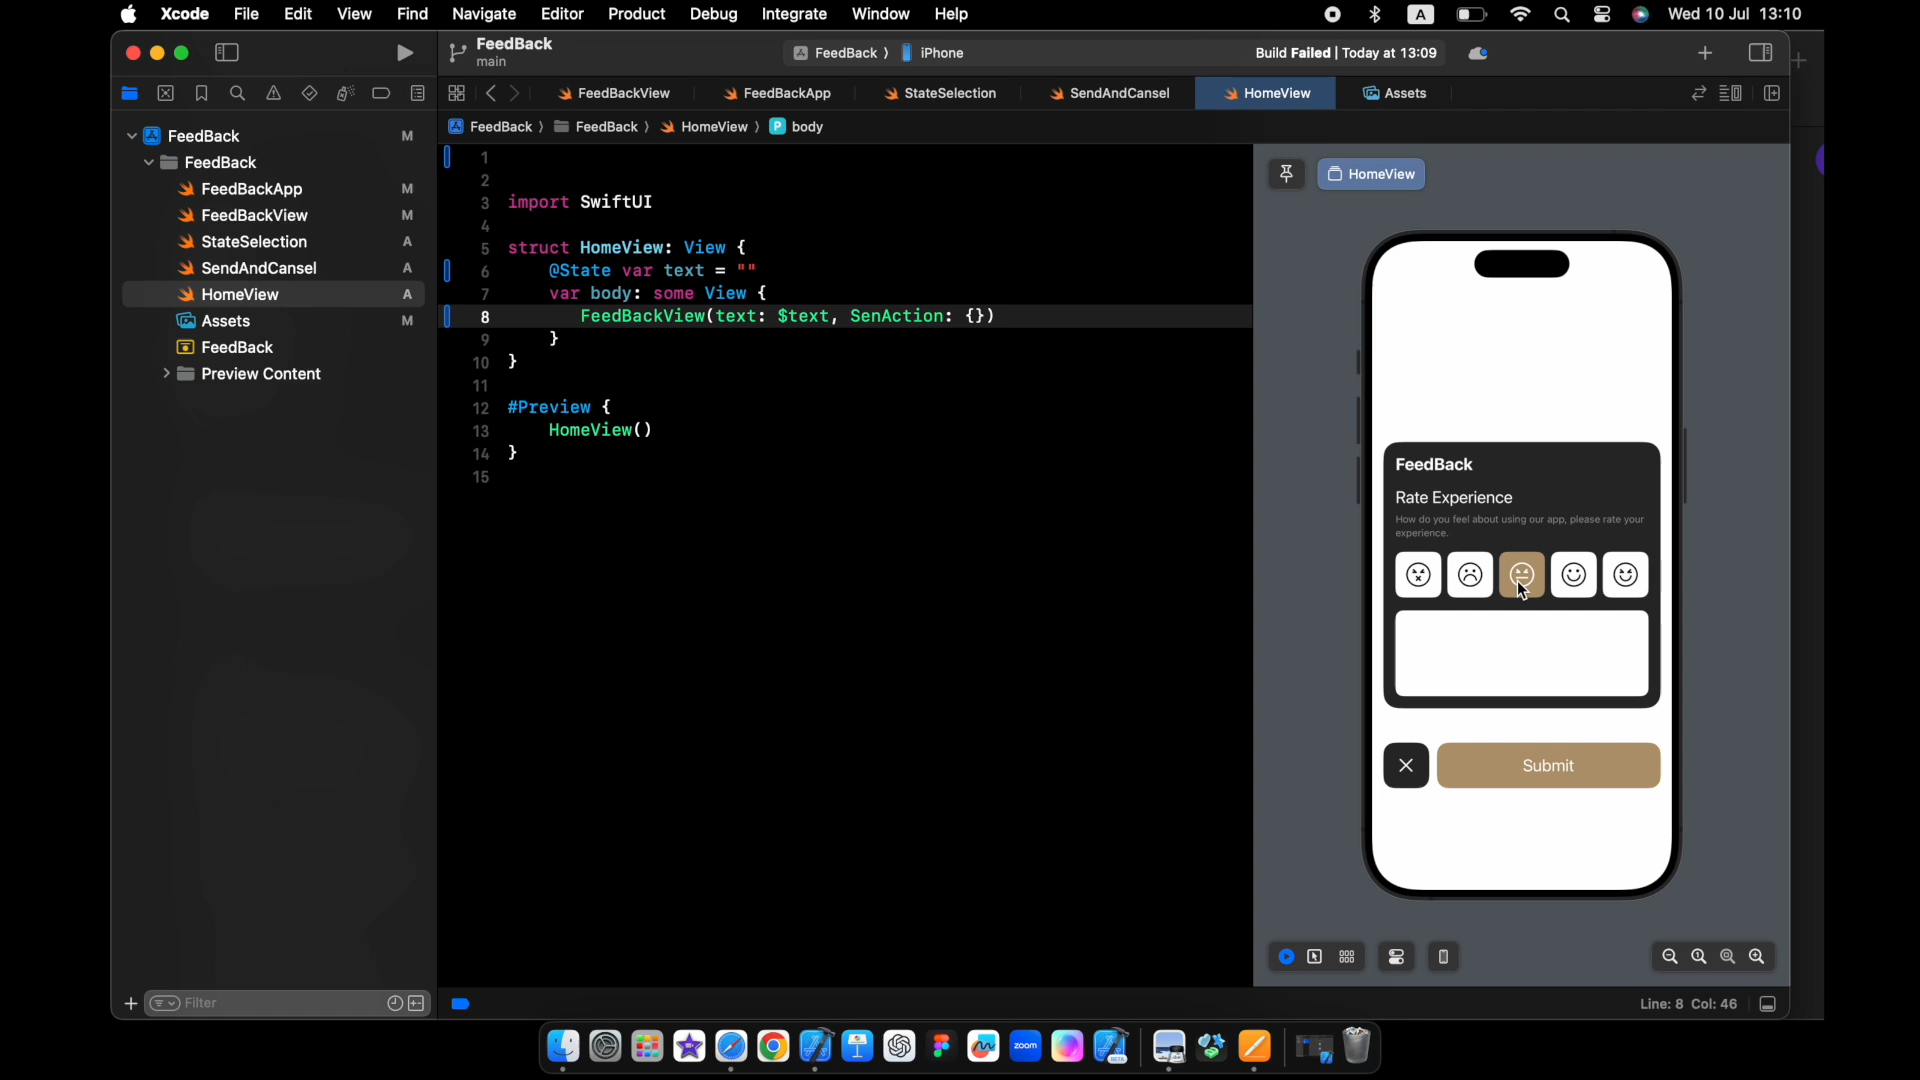 Xcode File Edit View Find Navigate Editor Product Debug Integrate Window Help A Wed 10 Jul 13:10
FeedBack
main
FeedBack 〉 iPhone
Build Failed | Today at 13:09
FeedBackView FeedBackApp StateSelection SendAndCansel HomeView Assets
FeedBack 〉 FeedBack 〉 HomeView 〉 P body
FeedBack M
FeedBack
FeedBackApp M
FeedBackView M
StateSelection A
SendAndCansel A
HomeView A
Assets M
FeedBack
Preview Content
Filter
1
2
3 import SwiftUI
4
5 struct HomeView: View {
6 @State var text = ""
7 var body: some View {
8 FeedBackView(text: $text, SenAction: {})
9 }
10 }
11
12 #Preview {
13 HomeView()
14 }
15
HomeView
FeedBack
Rate Experience
How do you feel about using our app, please rate your
experience.
Submit
Line: 8 Col: 46
zoom
BETA